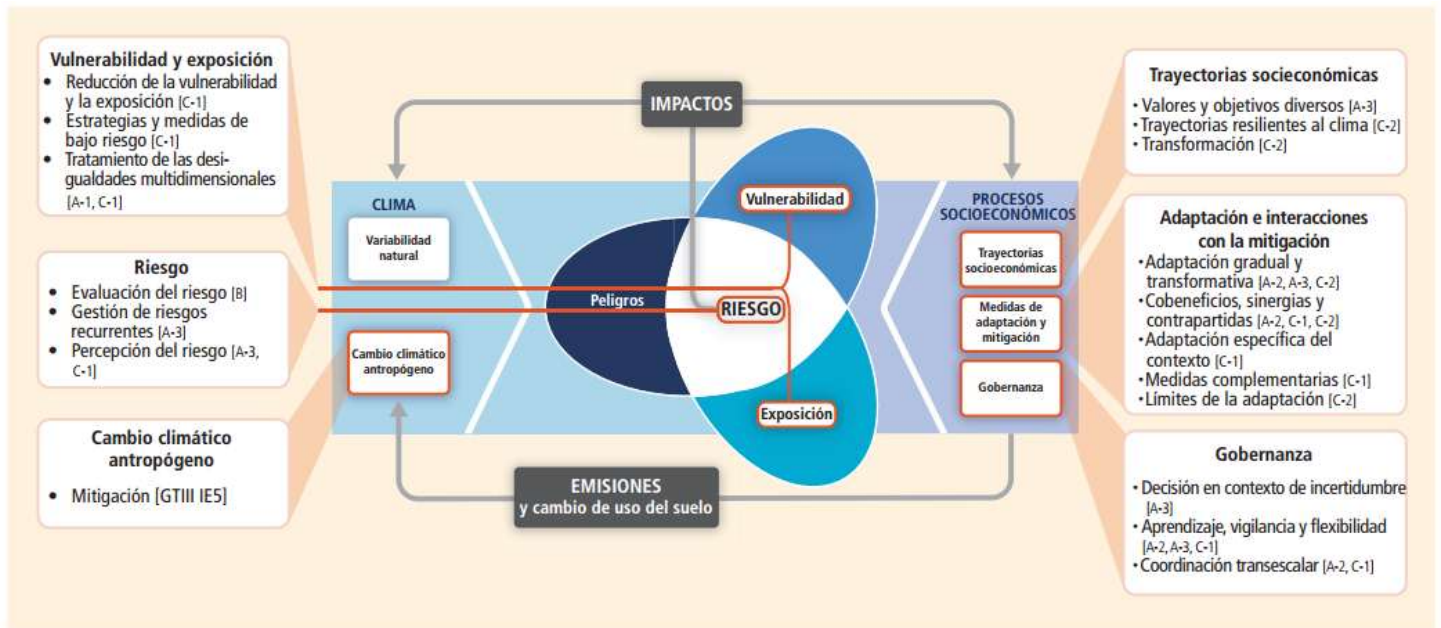 Vulnerabilidad y exposición
• Reducción de la vulnerabilidad
y la exposición [C-1]
• Estrategias y medidas de
bajo riesgo [C-1]
• Tratamiento de las desi-
gualdades multidimensionales
[A-1, C-1]
Riesgo
• Evaluación del riesgo [B]
• Gestión de riesgos
recurrentes [A-3]
• Percepción del riesgo [A-3,
C-1]
Cambio climático
antropógeno
• Mitigación [GTIII IE5]
IMPACTOS
CLIMA
Variabilidad
natural
Cambio climático
antropógeno
Peligros
Vulnerabilidad
RIESGO
Exposición
PROCESOS
SOCIOECONÓMICOS
Trayectorias
socioeconómicas
Medidas de
adaptación y
mitigación
Gobernanza
EMISIONES
y cambio de uso del suelo
Trayectorias socioeconómicas
• Valores y objetivos diversos [A-3]
• Trayectorias resilientes al clima [C-2]
• Transformación [C-2]
Adaptación e interacciones
con la mitigación
• Adaptación gradual y
transformativa [A-2, A-3, C-2]
• Cobeneficios, sinergias y
contrapartidas [A-2, C-1, C-2]
• Adaptación específica del
contexto [C-1]
• Medidas complementarias [C-1]
• Límites de la adaptación [C-2]
Gobernanza
• Decisión en contexto de incertidumbre
[A-3]
• Aprendizaje, vigilancia y flexibilidad
[A-2, A-3, C-1]
• Coordinación transescalar [A-2, C-1]